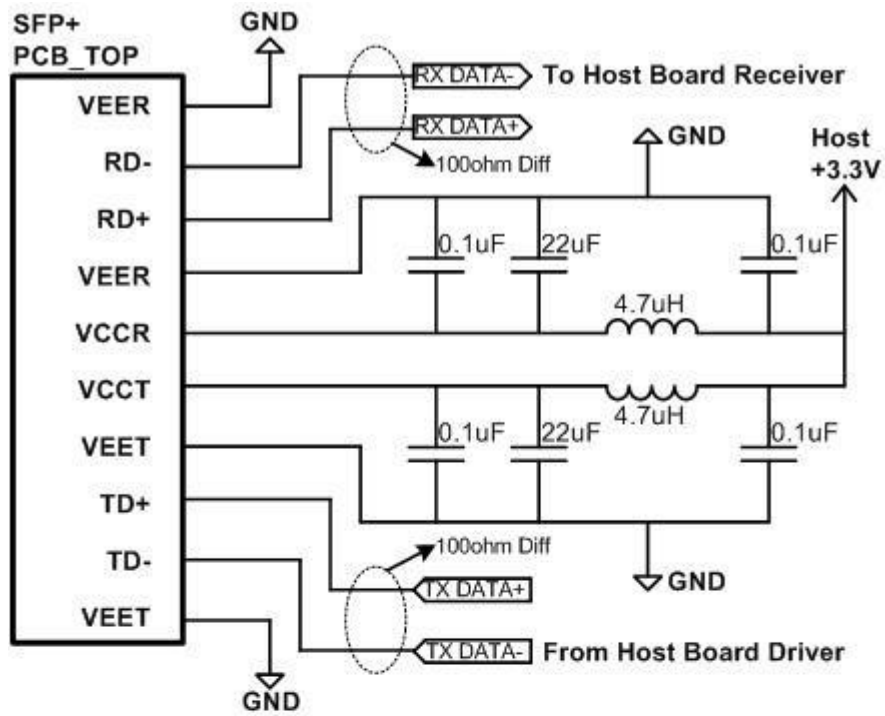 SFP+
PCB_TOP
GND
VEER
RD-
RD+
VEER
VCCR
VCCT
VEET
TD+
TD-
VEET
RX DATA-
To Host Board Receiver
RX DATA+
100ohm Diff
GND
Host
+3.3V
0.1uF
22uF
0.1uF
4.7uH
4.7uH
0.1uF
22uF
0.1uF
100ohm Diff
TX DATA+
GND
TX DATA-
From Host Board Driver
GND